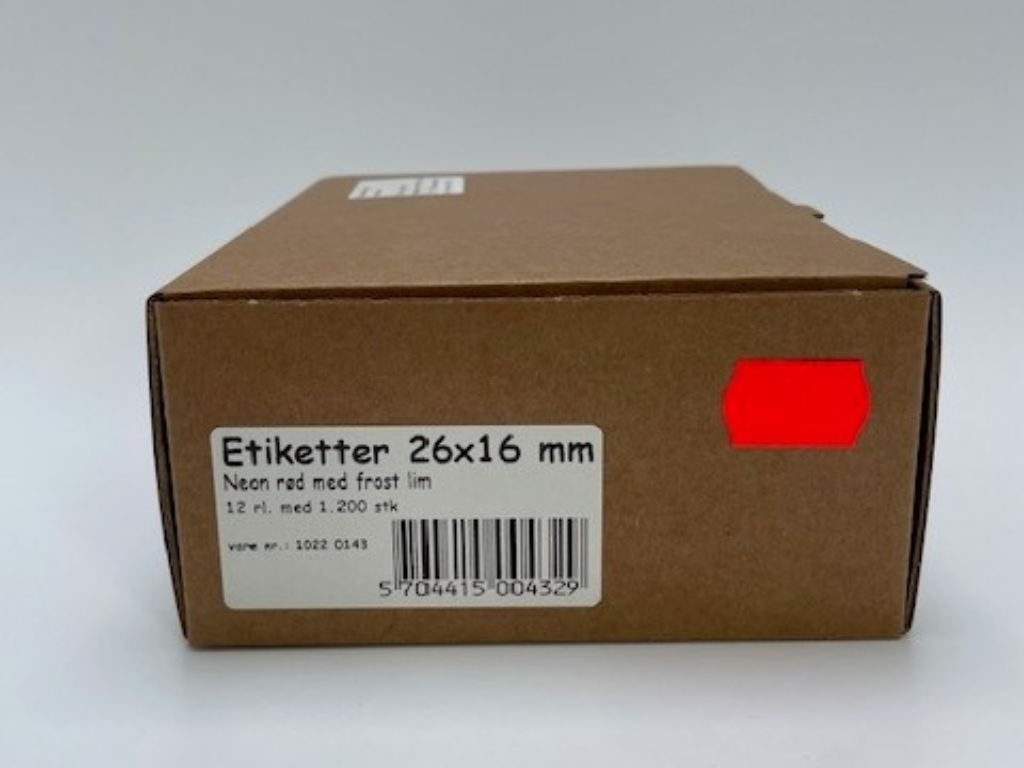 Etiketter 26x16 mm
Neon rød med frost lim
12 rl. med 1.200 stk
vare nr.: 1022 0143
5 704415 004329